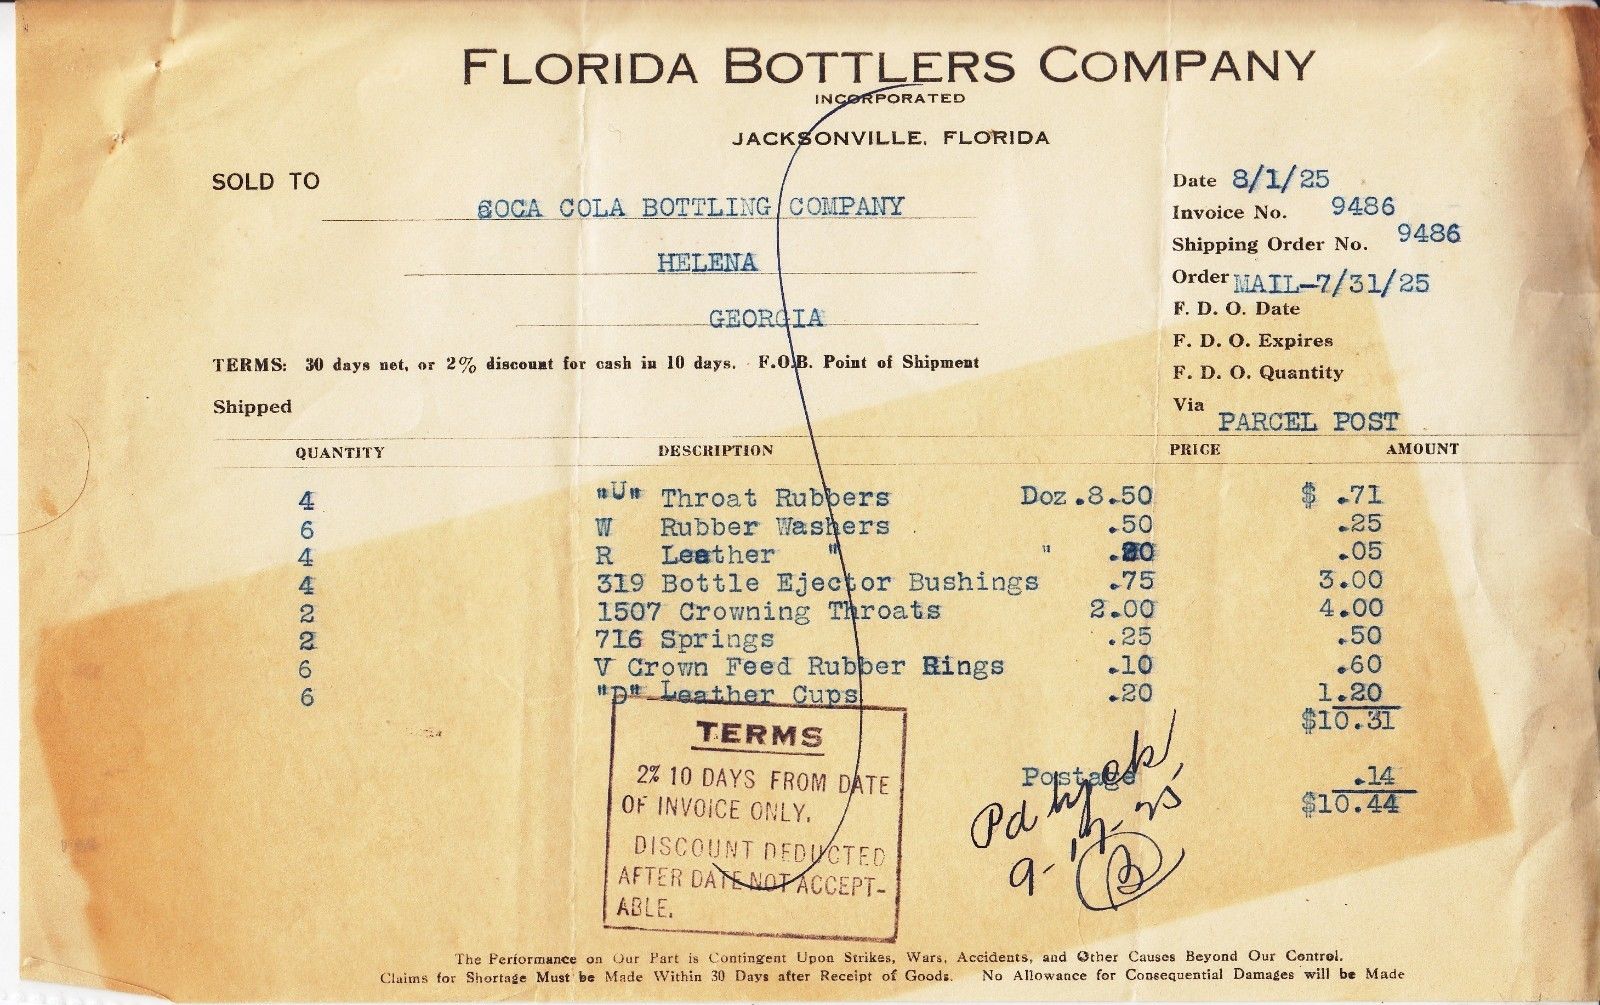 FLORIDA BOTTLERS COMPANY
INCORPORATED
JACKSONVILLE, FLORIDA
SOLD TO
COCA COLA BOTTLING COMPANY
HELENA
GEORGIA
Date 8/1/25
Invoice No. 9486
Shipping Order No. 9486
Order MAIL-7/31/25
F. D. O. Date
F. D. O. Expires
F. D. O. Quantity
Via PARCEL POST
TERMS: 30 days net, or 2% discount for cash in 10 days. F.O.B. Point of Shipment
Shipped
QUANTITY DESCRIPTION PRICE AMOUNT
4 "U" Throat Rubbers Doz.8.50 $ .71
6 W Rubber Washers .50 .25
4 R Leather " " .20 .05
4 319 Bottle Ejector Bushings .75 3.00
2 1507 Crowning Throats 2.00 4.00
2 716 Springs .25 .50
6 V Crown Feed Rubber Rings .10 .60
6 "D" Leather Cups .20 1.20
$10.31
Postage .14
$10.44
TERMS
2% 10 DAYS FROM DATE
OF INVOICE ONLY.
DISCOUNT DEDUCTED
AFTER DATE NOT ACCEPT-
ABLE.
Pd by ck
9-17-25
B
The Performance on Our Part is Contingent Upon Strikes, Wars, Accidents, and Other Causes Beyond Our Control.
Claims for Shortage Must be Made Within 30 Days after Receipt of Goods. No Allowance for Consequential Damages will be Made